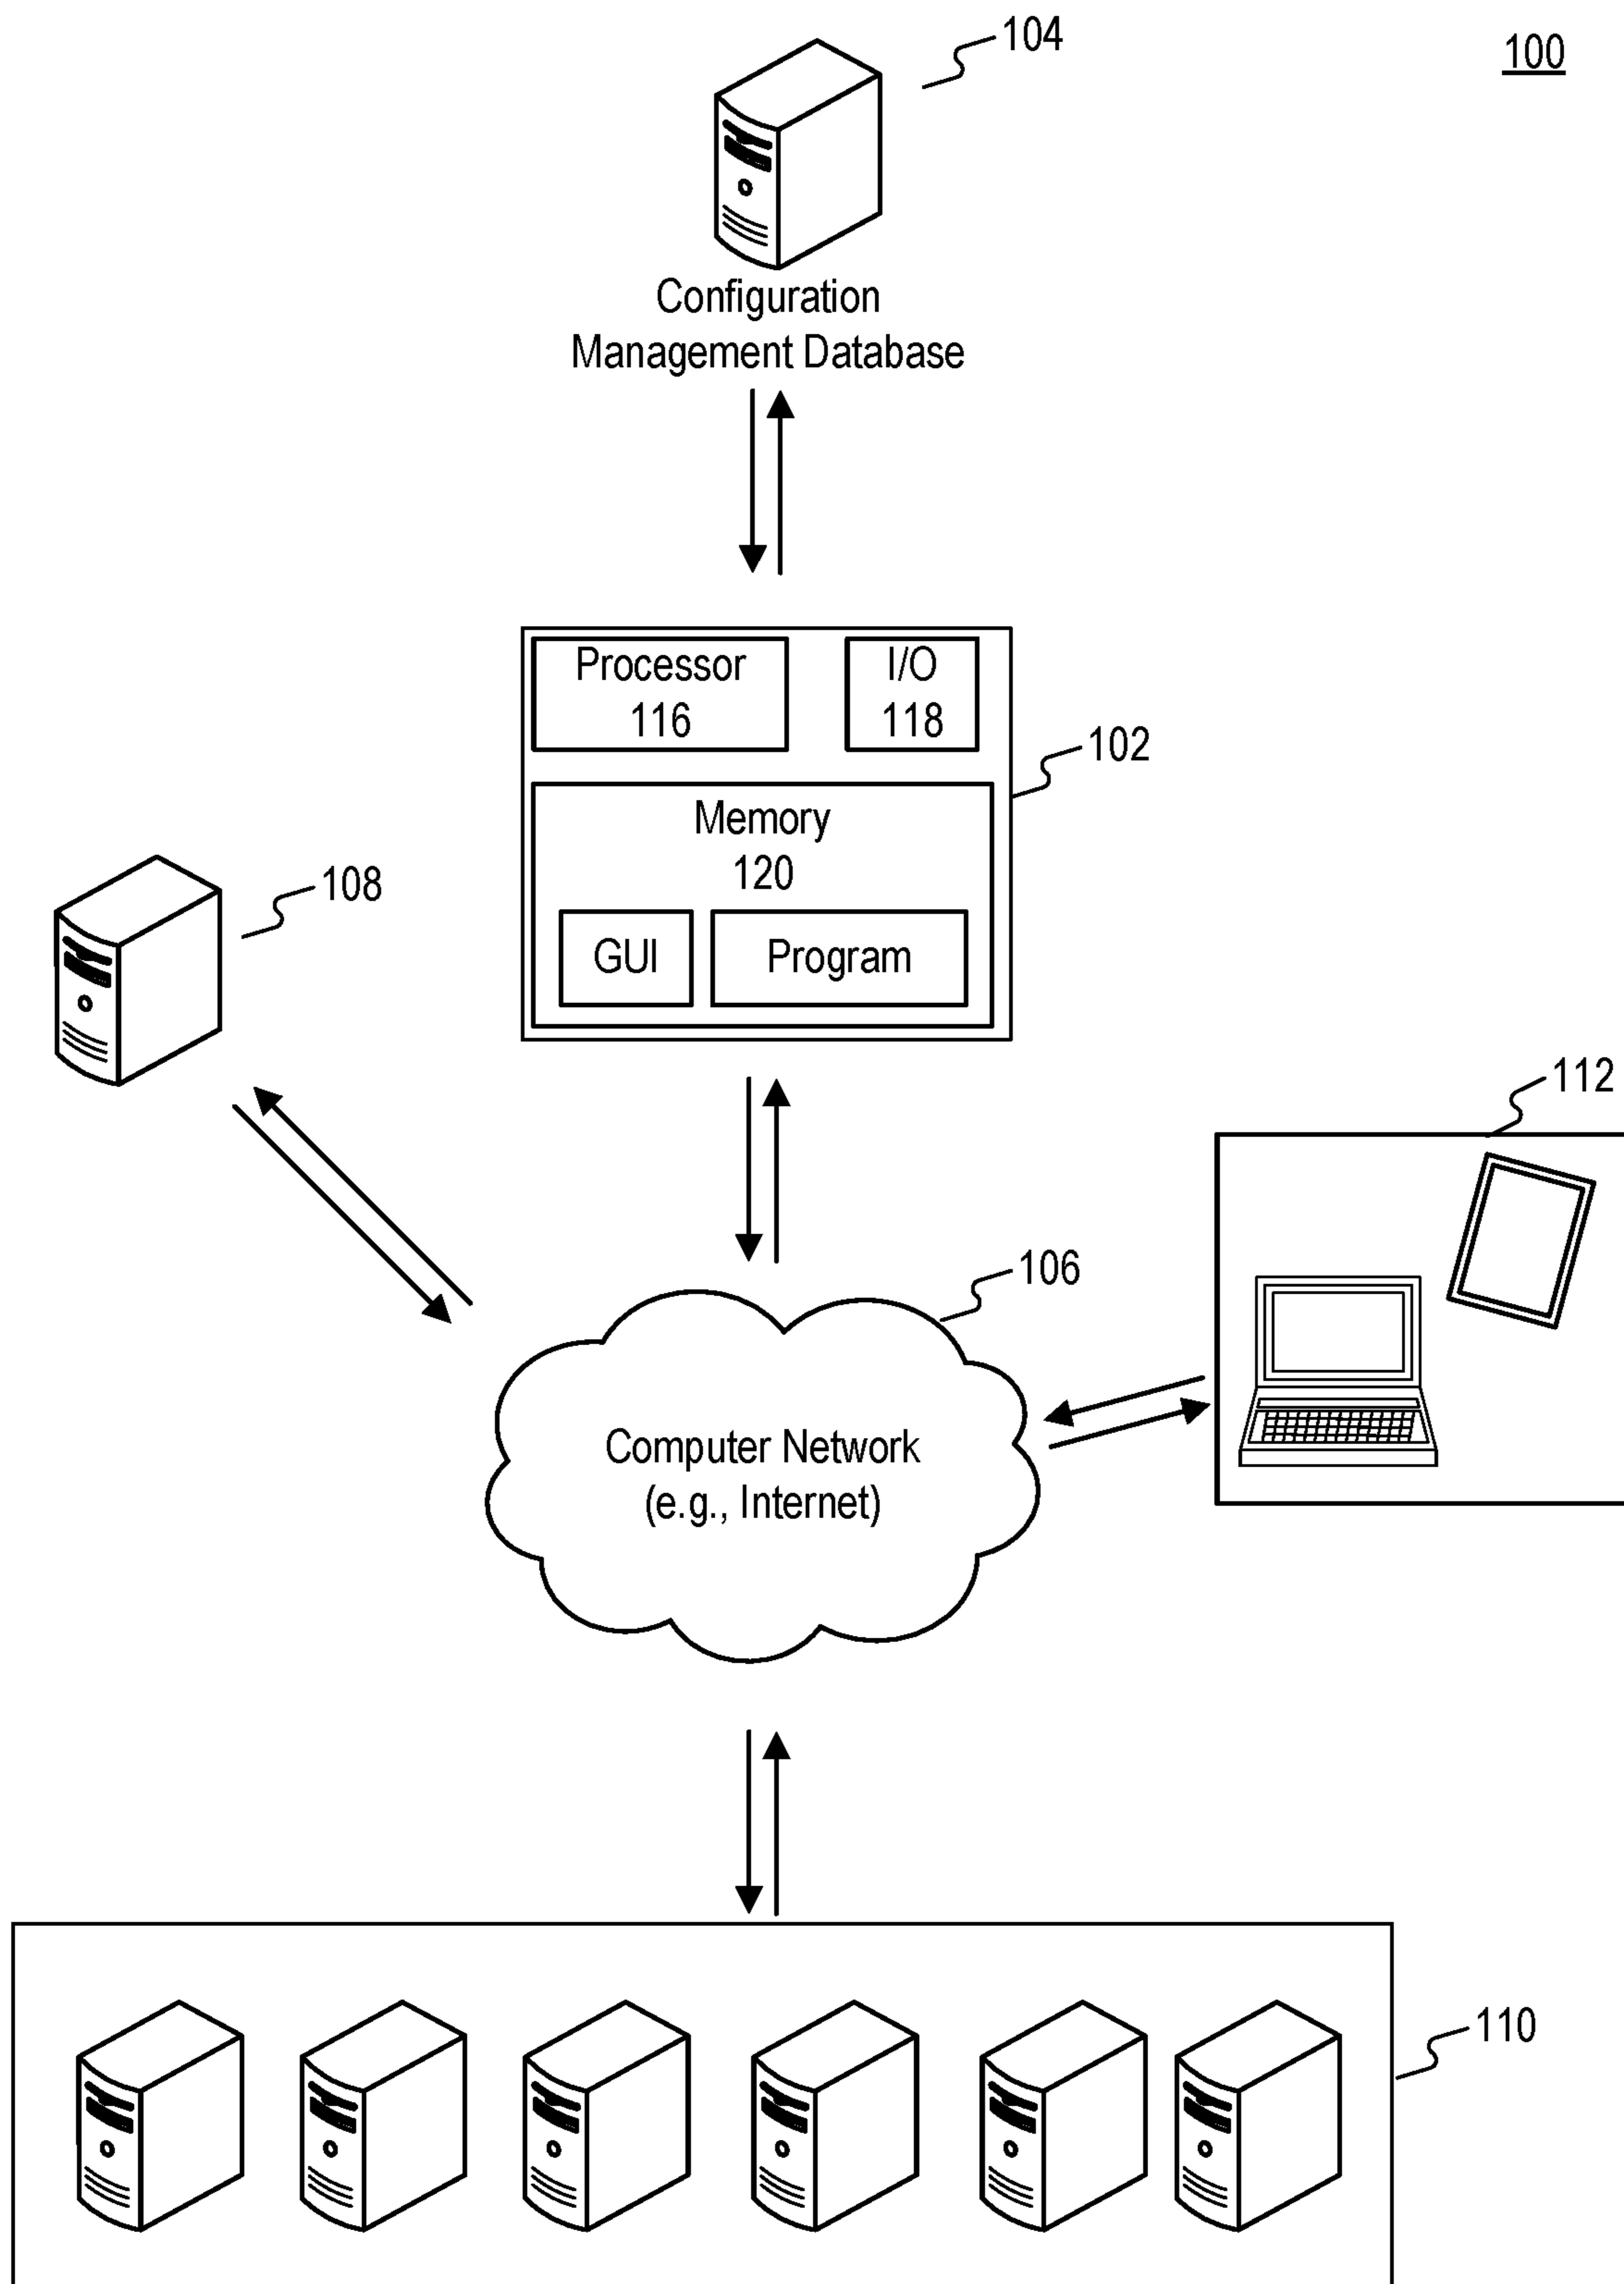 104
100
Configuration
Management Database
Processor
116
I/O
118
102
Memory
120
108
GUI
Program
112
106
Computer Network
(e.g., Internet)
110